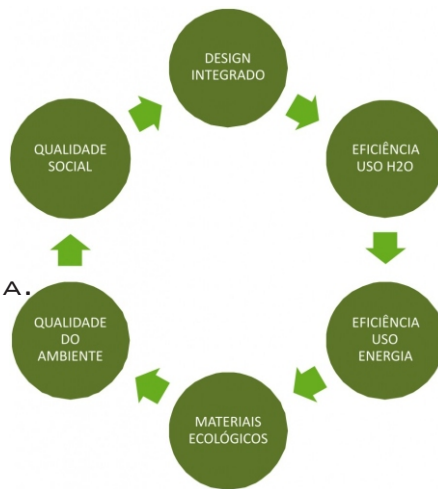 DESIGN
INTEGRADO
EFICIÊNCIA
USO H2O
EFICIÊNCIA
USO
ENERGIA
MATERIAIS
ECOLÓGICOS
QUALIDADE
DO
AMBIENTE
QUALIDADE
SOCIAL
A.